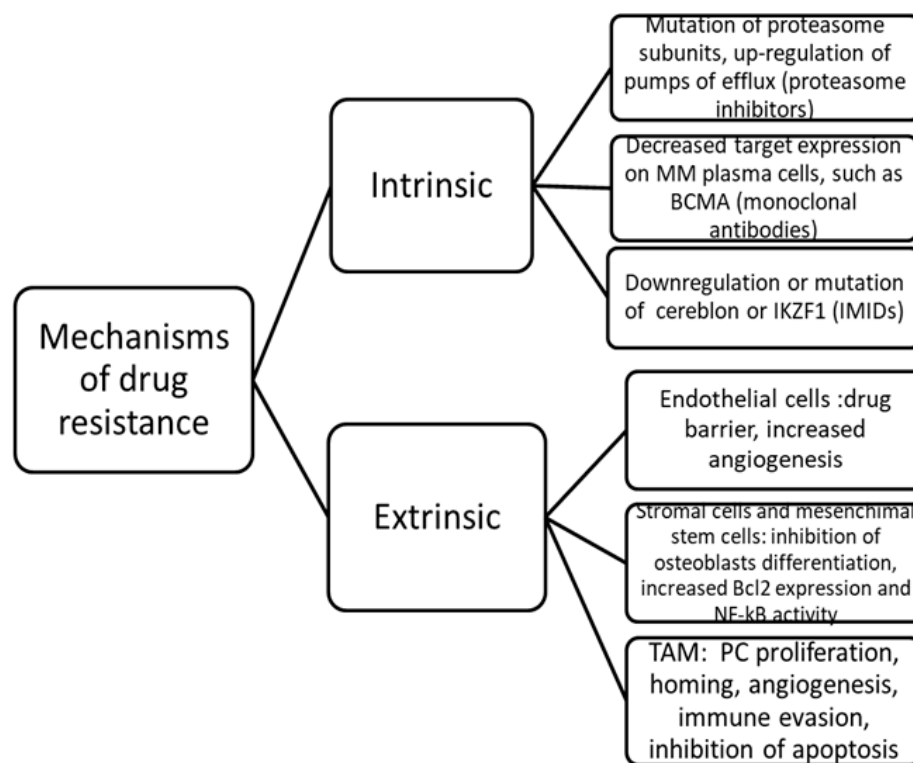 Mechanisms
of drug
resistance
Intrinsic
Mutation of proteasome
subunits, up-regulation of
pumps of efflux (proteasome
inhibitors)
Decreased target expression
on MM plasma cells, such as
BCMA (monoclonal
antibodies)
Downregulation or mutation
of cereblon or IKZF1 (IMIDs)
Extrinsic
Endothelial cells :drug
barrier, increased
angiogenesis
Stromal cells and mesenchimal
stem cells: inhibition of
osteoblasts differentiation,
increased Bcl2 expression and
NF-kB activity
TAM:  PC proliferation,
homing, angiogenesis,
immune evasion,
inhibition of apoptosis